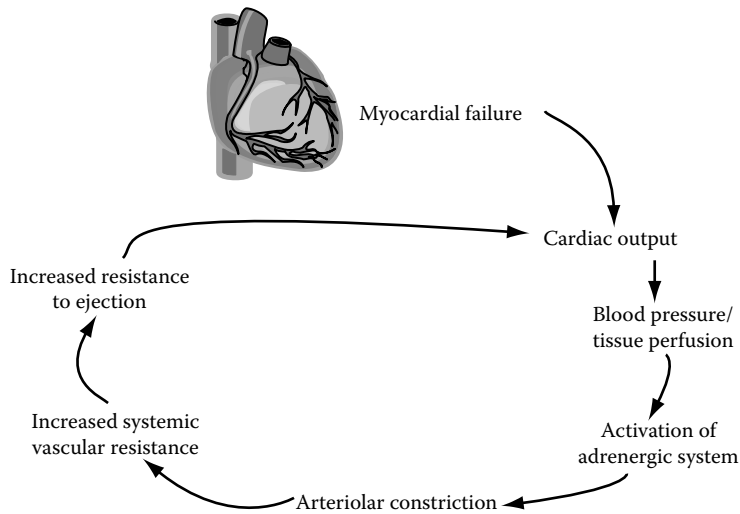 Myocardial failure
Cardiac output
Blood pressure/
tissue perfusion
Activation of
adrenergic system
Arteriolar constriction
Increased systemic
vascular resistance
Increased resistance
to ejection